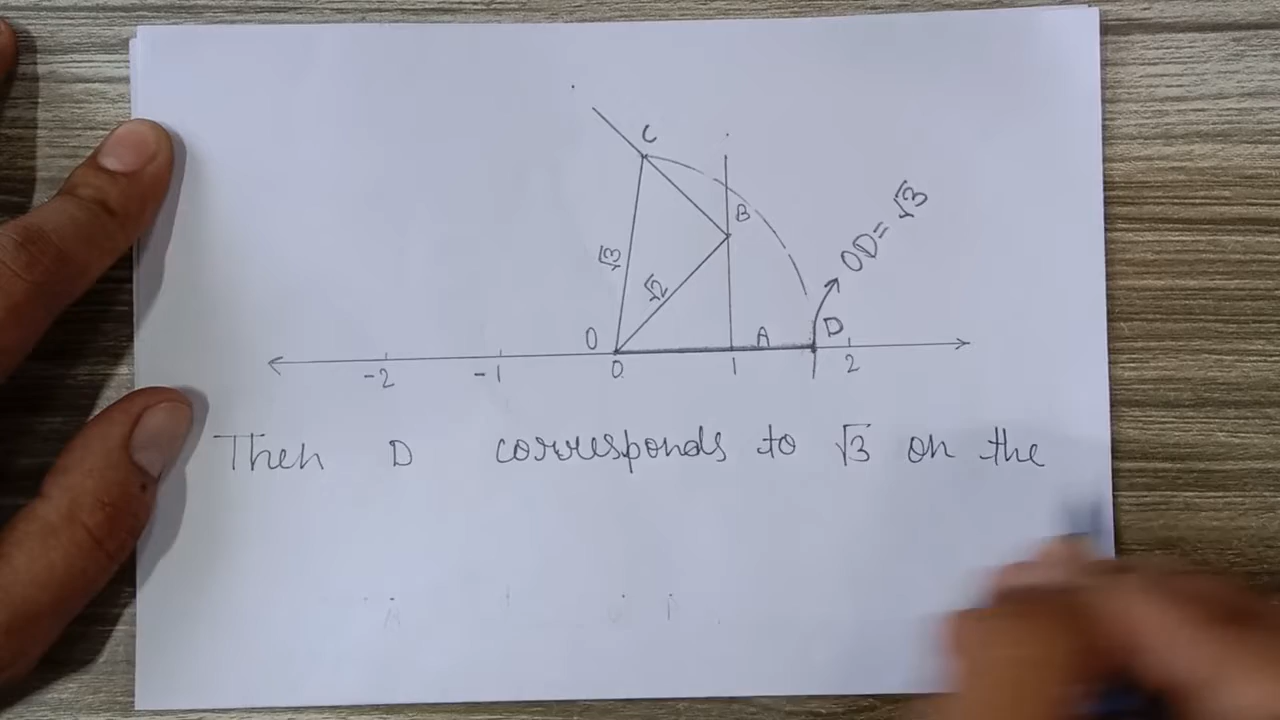 C
B
√3
√2
OD = √3
O
A
D
-2 -1 0 1 2
Then D corresponds to √3 on the